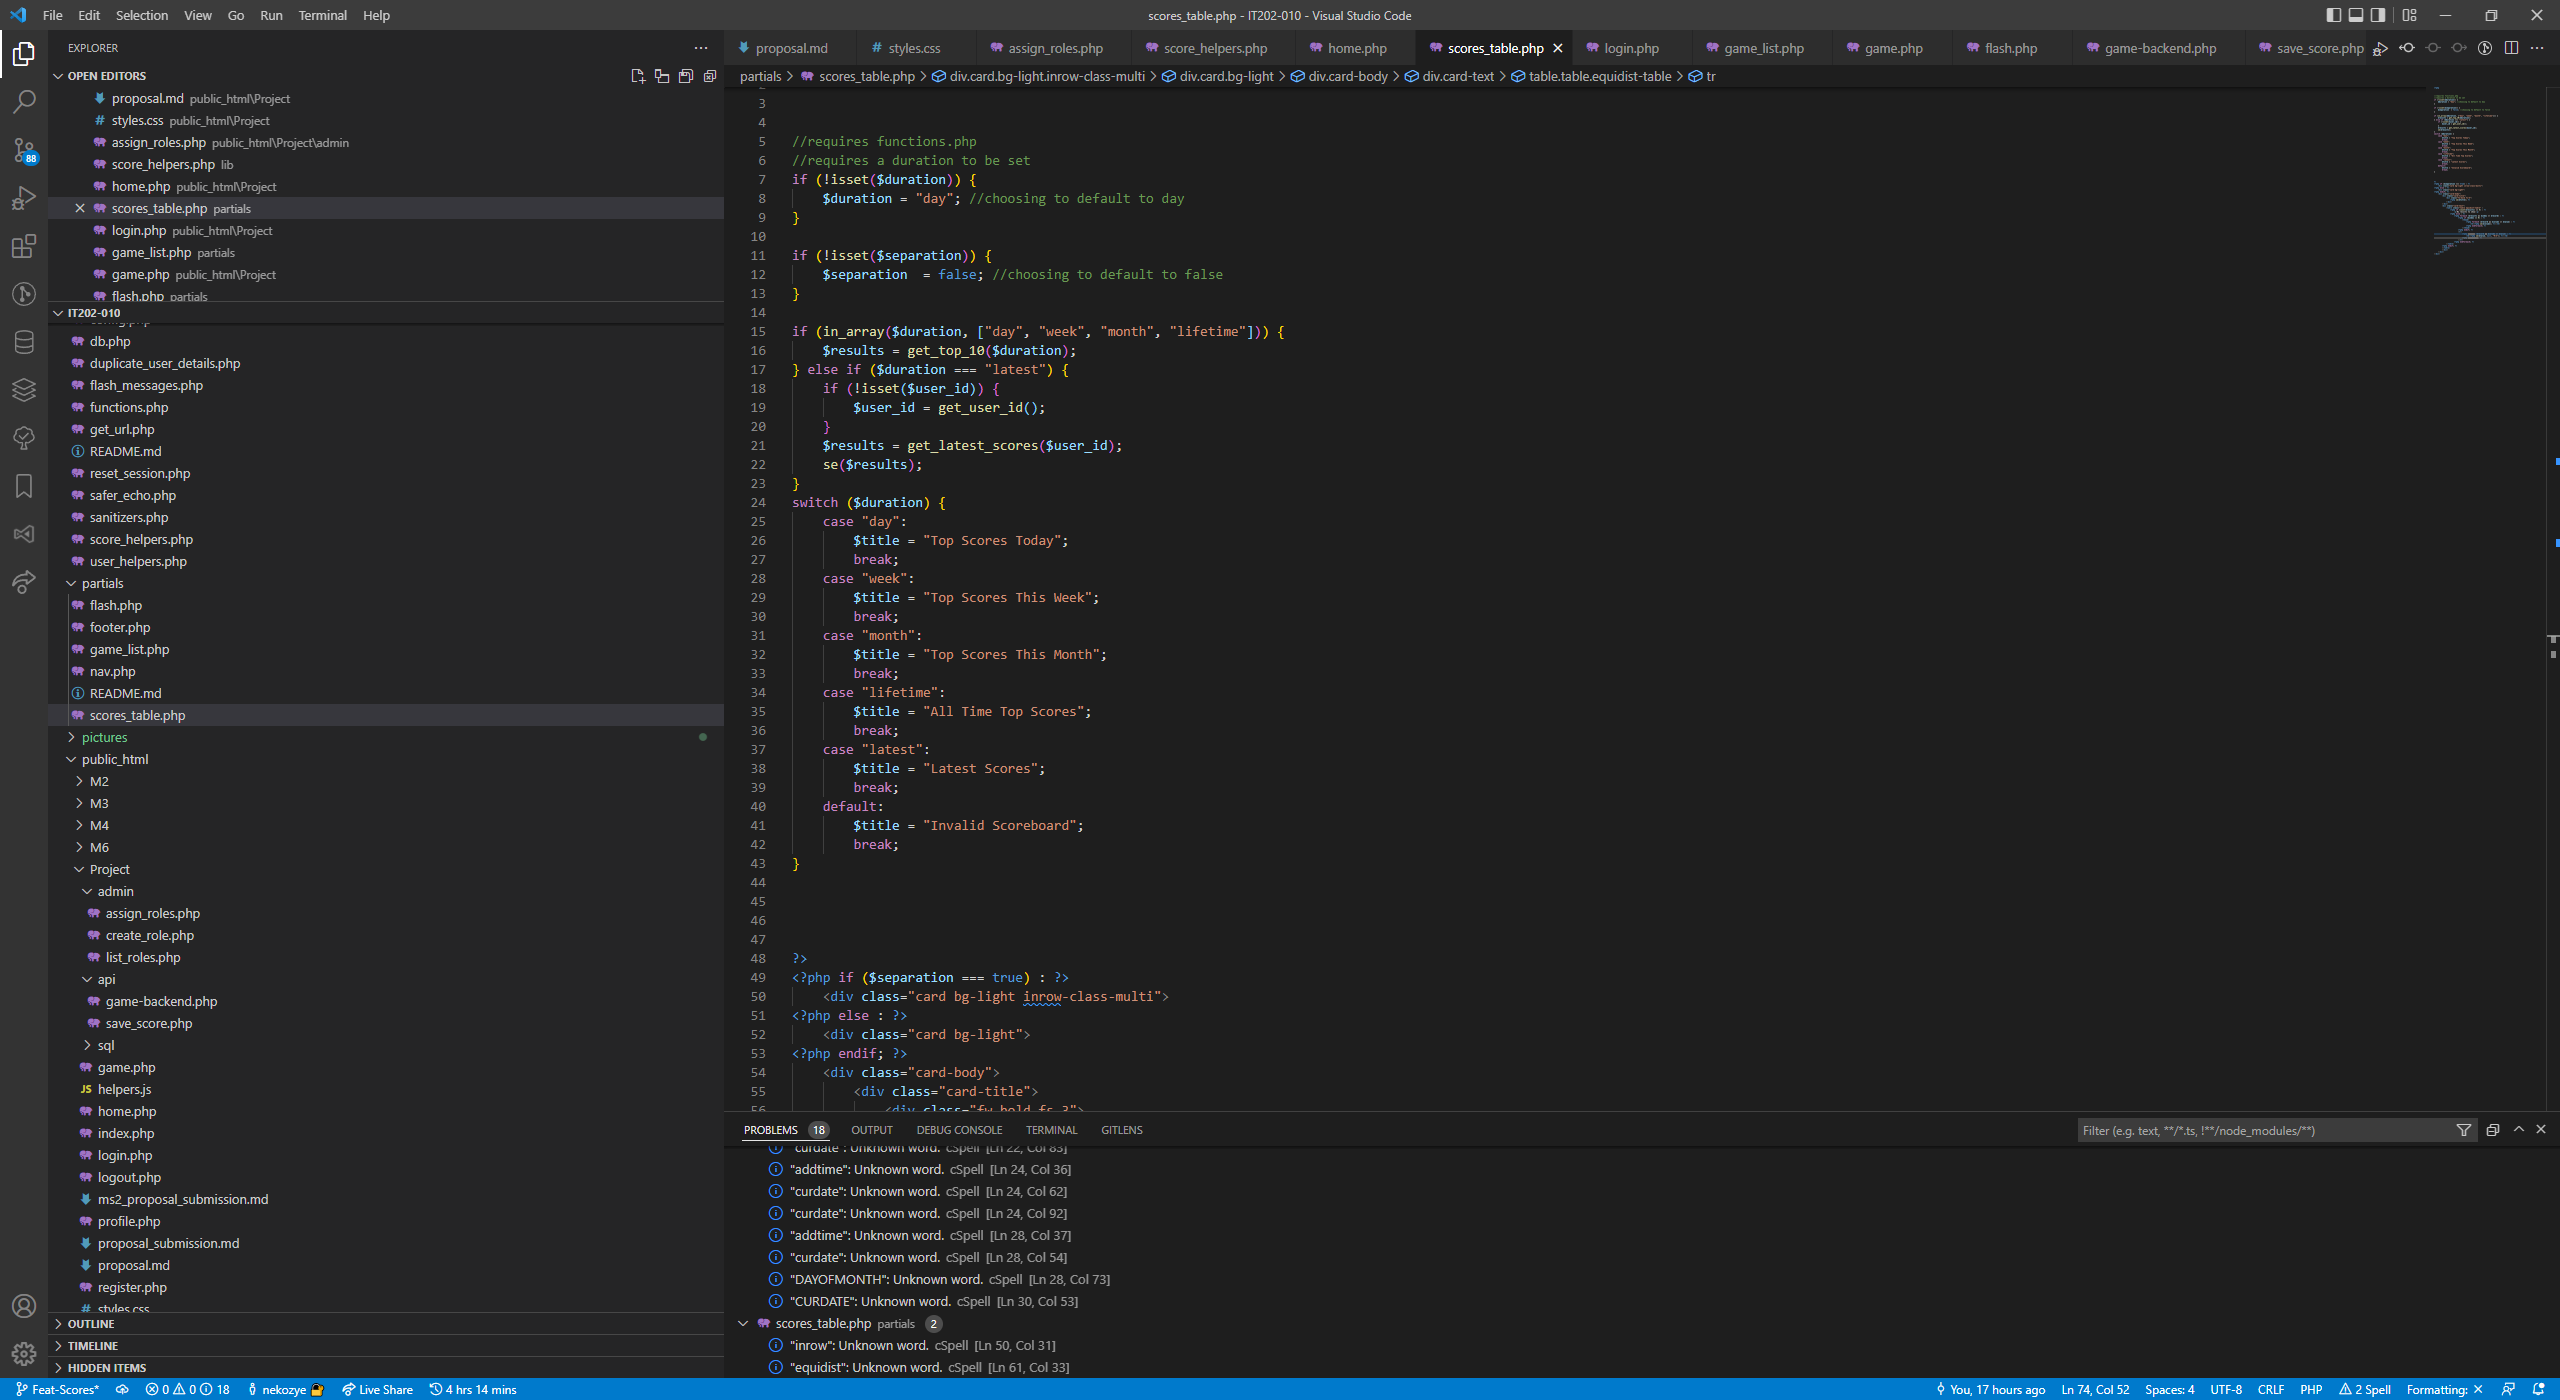 File Edit Selection View Go Run Terminal Help
scores_table.php - IT202-010 - Visual Studio Code
EXPLORER
OPEN EDITORS
proposal.md public_html\Project
styles.css public_html\Project
assign_roles.php public_html\Project\admin
score_helpers.php lib
home.php public_html\Project
scores_table.php partials
login.php public_html\Project
game_list.php partials
game.php public_html\Project
flash.php partials
IT202-010
config.php
db.php
duplicate_user_details.php
flash_messages.php
functions.php
get_url.php
README.md
reset_session.php
safer_echo.php
sanitizers.php
score_helpers.php
user_helpers.php
partials
flash.php
footer.php
game_list.php
nav.php
README.md
scores_table.php
pictures
public_html
M2
M3
M4
M6
Project
admin
assign_roles.php
create_role.php
list_roles.php
api
game-backend.php
save_score.php
sql
game.php
helpers.js
home.php
index.php
login.php
logout.php
ms2_proposal_submission.md
profile.php
proposal_submission.md
proposal.md
register.php
styles.css
OUTLINE
TIMELINE
HIDDEN ITEMS
88
proposal.md styles.css assign_roles.php score_helpers.php home.php scores_table.php login.php game_list.php game.php flash.php game-backend.php save_score.php
partials > scores_table.php > div.card.bg-light.inrow-class-multi > div.card.bg-light > div.card-body > div.card-text > table.table.equidist-table > tr
2
3
4
5 //requires functions.php
6 //requires a duration to be set
7 if (!isset($duration)) {
8 $duration = "day"; //choosing to default to day
9 }
10
11 if (!isset($separation)) {
12 $separation  = false; //choosing to default to false
13 }
14
15 if (in_array($duration, ["day", "week", "month", "lifetime"])) {
16 $results = get_top_10($duration);
17 } else if ($duration === "latest") {
18 if (!isset($user_id)) {
19 $user_id = get_user_id();
20 }
21 $results = get_latest_scores($user_id);
22 se($results);
23 }
24 switch ($duration) {
25 case "day":
26 $title = "Top Scores Today";
27 break;
28 case "week":
29 $title = "Top Scores This Week";
30 break;
31 case "month":
32 $title = "Top Scores This Month";
33 break;
34 case "lifetime":
35 $title = "All Time Top Scores";
36 break;
37 case "latest":
38 $title = "Latest Scores";
39 break;
40 default:
41 $title = "Invalid Scoreboard";
42 break;
43 }
44
45
46
47
48 ?>
49 <?php if ($separation === true) : ?>
50 <div class="card bg-light inrow-class-multi">
51 <?php else : ?>
52 <div class="card bg-light">
53 <?php endif; ?>
54 <div class="card-body">
55 <div class="card-title">
56 <div class="fw-bold fs-3">
PROBLEMS 18 OUTPUT DEBUG CONSOLE TERMINAL GITLENS
Filter (e.g. text, **/*.ts, !**/node_modules/**)
"curdate": Unknown word. cSpell [Ln 22, Col 83]
"addtime": Unknown word. cSpell [Ln 24, Col 36]
"curdate": Unknown word. cSpell [Ln 24, Col 62]
"curdate": Unknown word. cSpell [Ln 24, Col 92]
"addtime": Unknown word. cSpell [Ln 28, Col 37]
"curdate": Unknown word. cSpell [Ln 28, Col 54]
"DAYOFMONTH": Unknown word. cSpell [Ln 28, Col 73]
"CURDATE": Unknown word. cSpell [Ln 30, Col 53]
scores_table.php partials 2
"inrow": Unknown word. cSpell [Ln 50, Col 31]
"equidist": Unknown word. cSpell [Ln 61, Col 33]
Feat-Scores* 0 0 18 nekozye Live Share 4 hrs 14 mins
You, 17 hours ago Ln 74, Col 52 Spaces: 4 UTF-8 CRLF PHP 2 Spell Formatting: ✕